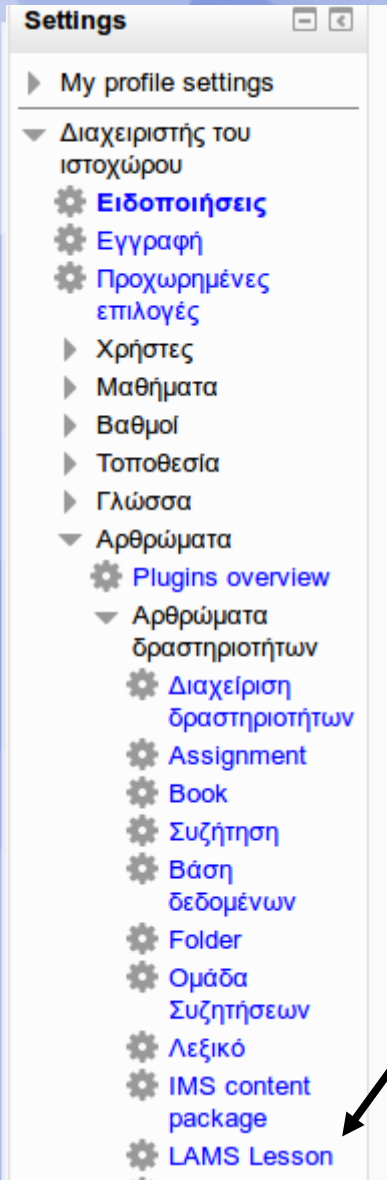 Settings
My profile settings
Διαχειριστής του
ιστοχώρου
Ειδοποιήσεις
Εγγραφή
Προχωρημένες
επιλογές
Χρήστες
Μαθήματα
Βαθμοί
Τοποθεσία
Γλώσσα
Αρθρώματα
Plugins overview
Αρθρώματα
δραστηριοτήτων
Διαχείριση
δραστηριοτήτων
Assignment
Book
Συζήτηση
Βάση
δεδομένων
Folder
Ομάδα
Συζητήσεων
Λεξικό
IMS content
package
LAMS Lesson